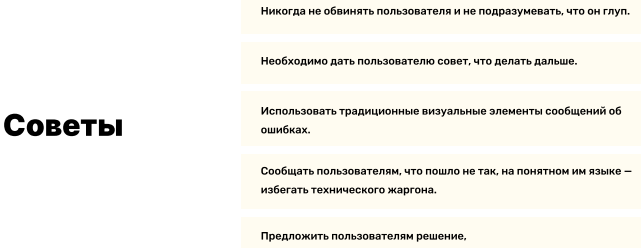 Никогда не обвинять пользователя и не подразумевать, что он глуп.
Необходимо дать пользователю совет, что делать дальше.
Советы
Использовать традиционные визуальные элементы сообщений об
ошибках.
Сообщать пользователям, что пошло не так, на понятном им языке —
избегать технического жаргона.
Предложить пользователям решение,